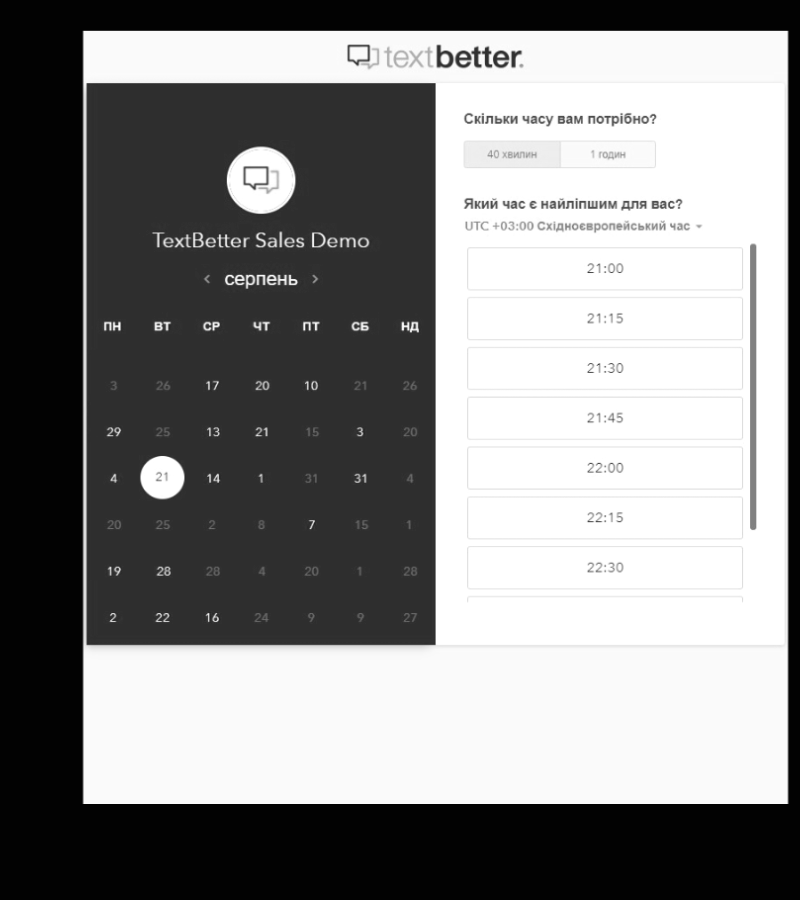 textbetter.
TextBetter Sales Demo
< серпень >
ПН ВТ СР ЧТ ПТ СБ НД
3 26 17 20 10 21 26
29 25 13 21 15 3 20
4 21 14 1 31 31 4
20 25 2 8 7 15 1
19 28 28 4 20 1 28
2 22 16 24 9 9 27
Скільки часу вам потрібно?
40 хвилин 1 годин
Який час є найліпшим для вас?
UTC +03:00 Східноєвропейський час
21:00
21:15
21:30
21:45
22:00
22:15
22:30